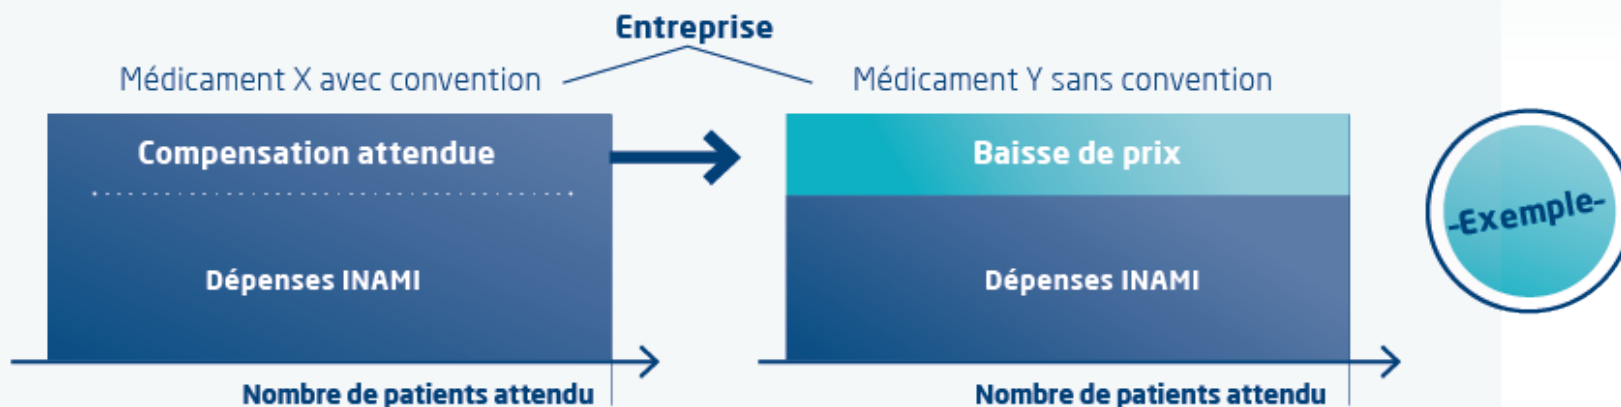 Entreprise
Médicament X avec convention
Médicament Y sans convention
Compensation attendue
Baisse de prix
-Exemple-
Dépenses INAMI
Dépenses INAMI
Nombre de patients attendu
Nombre de patients attendu